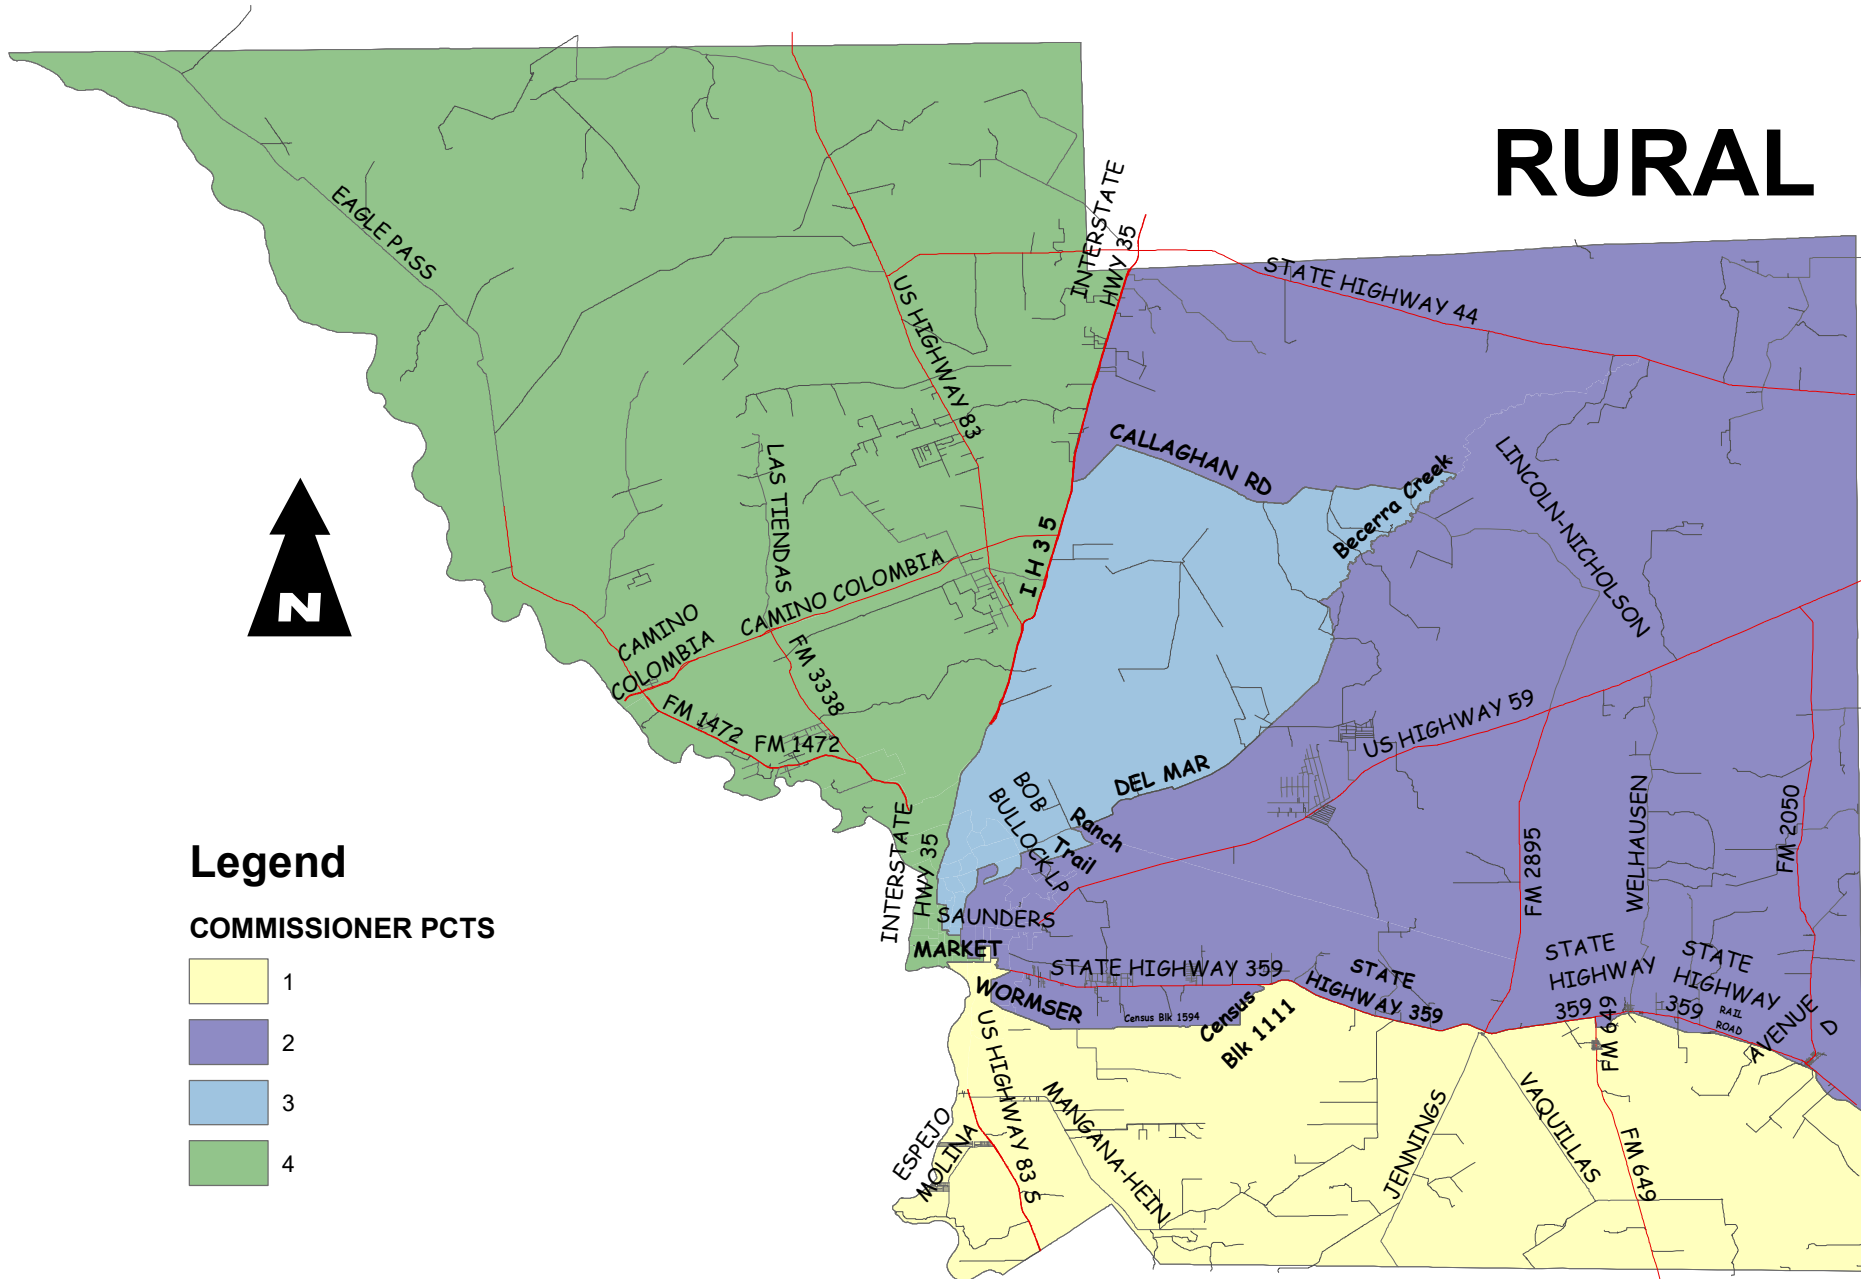 RURAL
EAGLE PASS
INTERSTATE
HWY 35
STATE HIGHWAY 44
US HIGHWAY 83
CALLAGHAN RD
Becerra Creek
LINCOLN-NICHOLSON
LAS TIENDAS
I H 3 5
CAMINO COLOMBIA
CAMINO
COLOMBIA
FM 3338
FM 1472
FM 1472
US HIGHWAY 59
DEL MAR
BOB
BULLOCK LP
Ranch
Trail
WELHAUSEN
FM 2895
FM 2050
INTERSTATE
HWY 35
SAUNDERS
MARKET
STATE HIGHWAY 359
STATE
HIGHWAY 359
STATE
HIGHWAY
359
STATE
HIGHWAY
359
RAIL
ROAD
AVENUE
D
WORMSER
Census Blk 1594
Census
Blk 1111
FM 649
US HIGHWAY 83 S
MANGANA-HEIN
ESPEJO
MOLINA
JENNINGS
VAQUILLAS
FM 649
N
Legend
COMMISSIONER PCTS
1
2
3
4